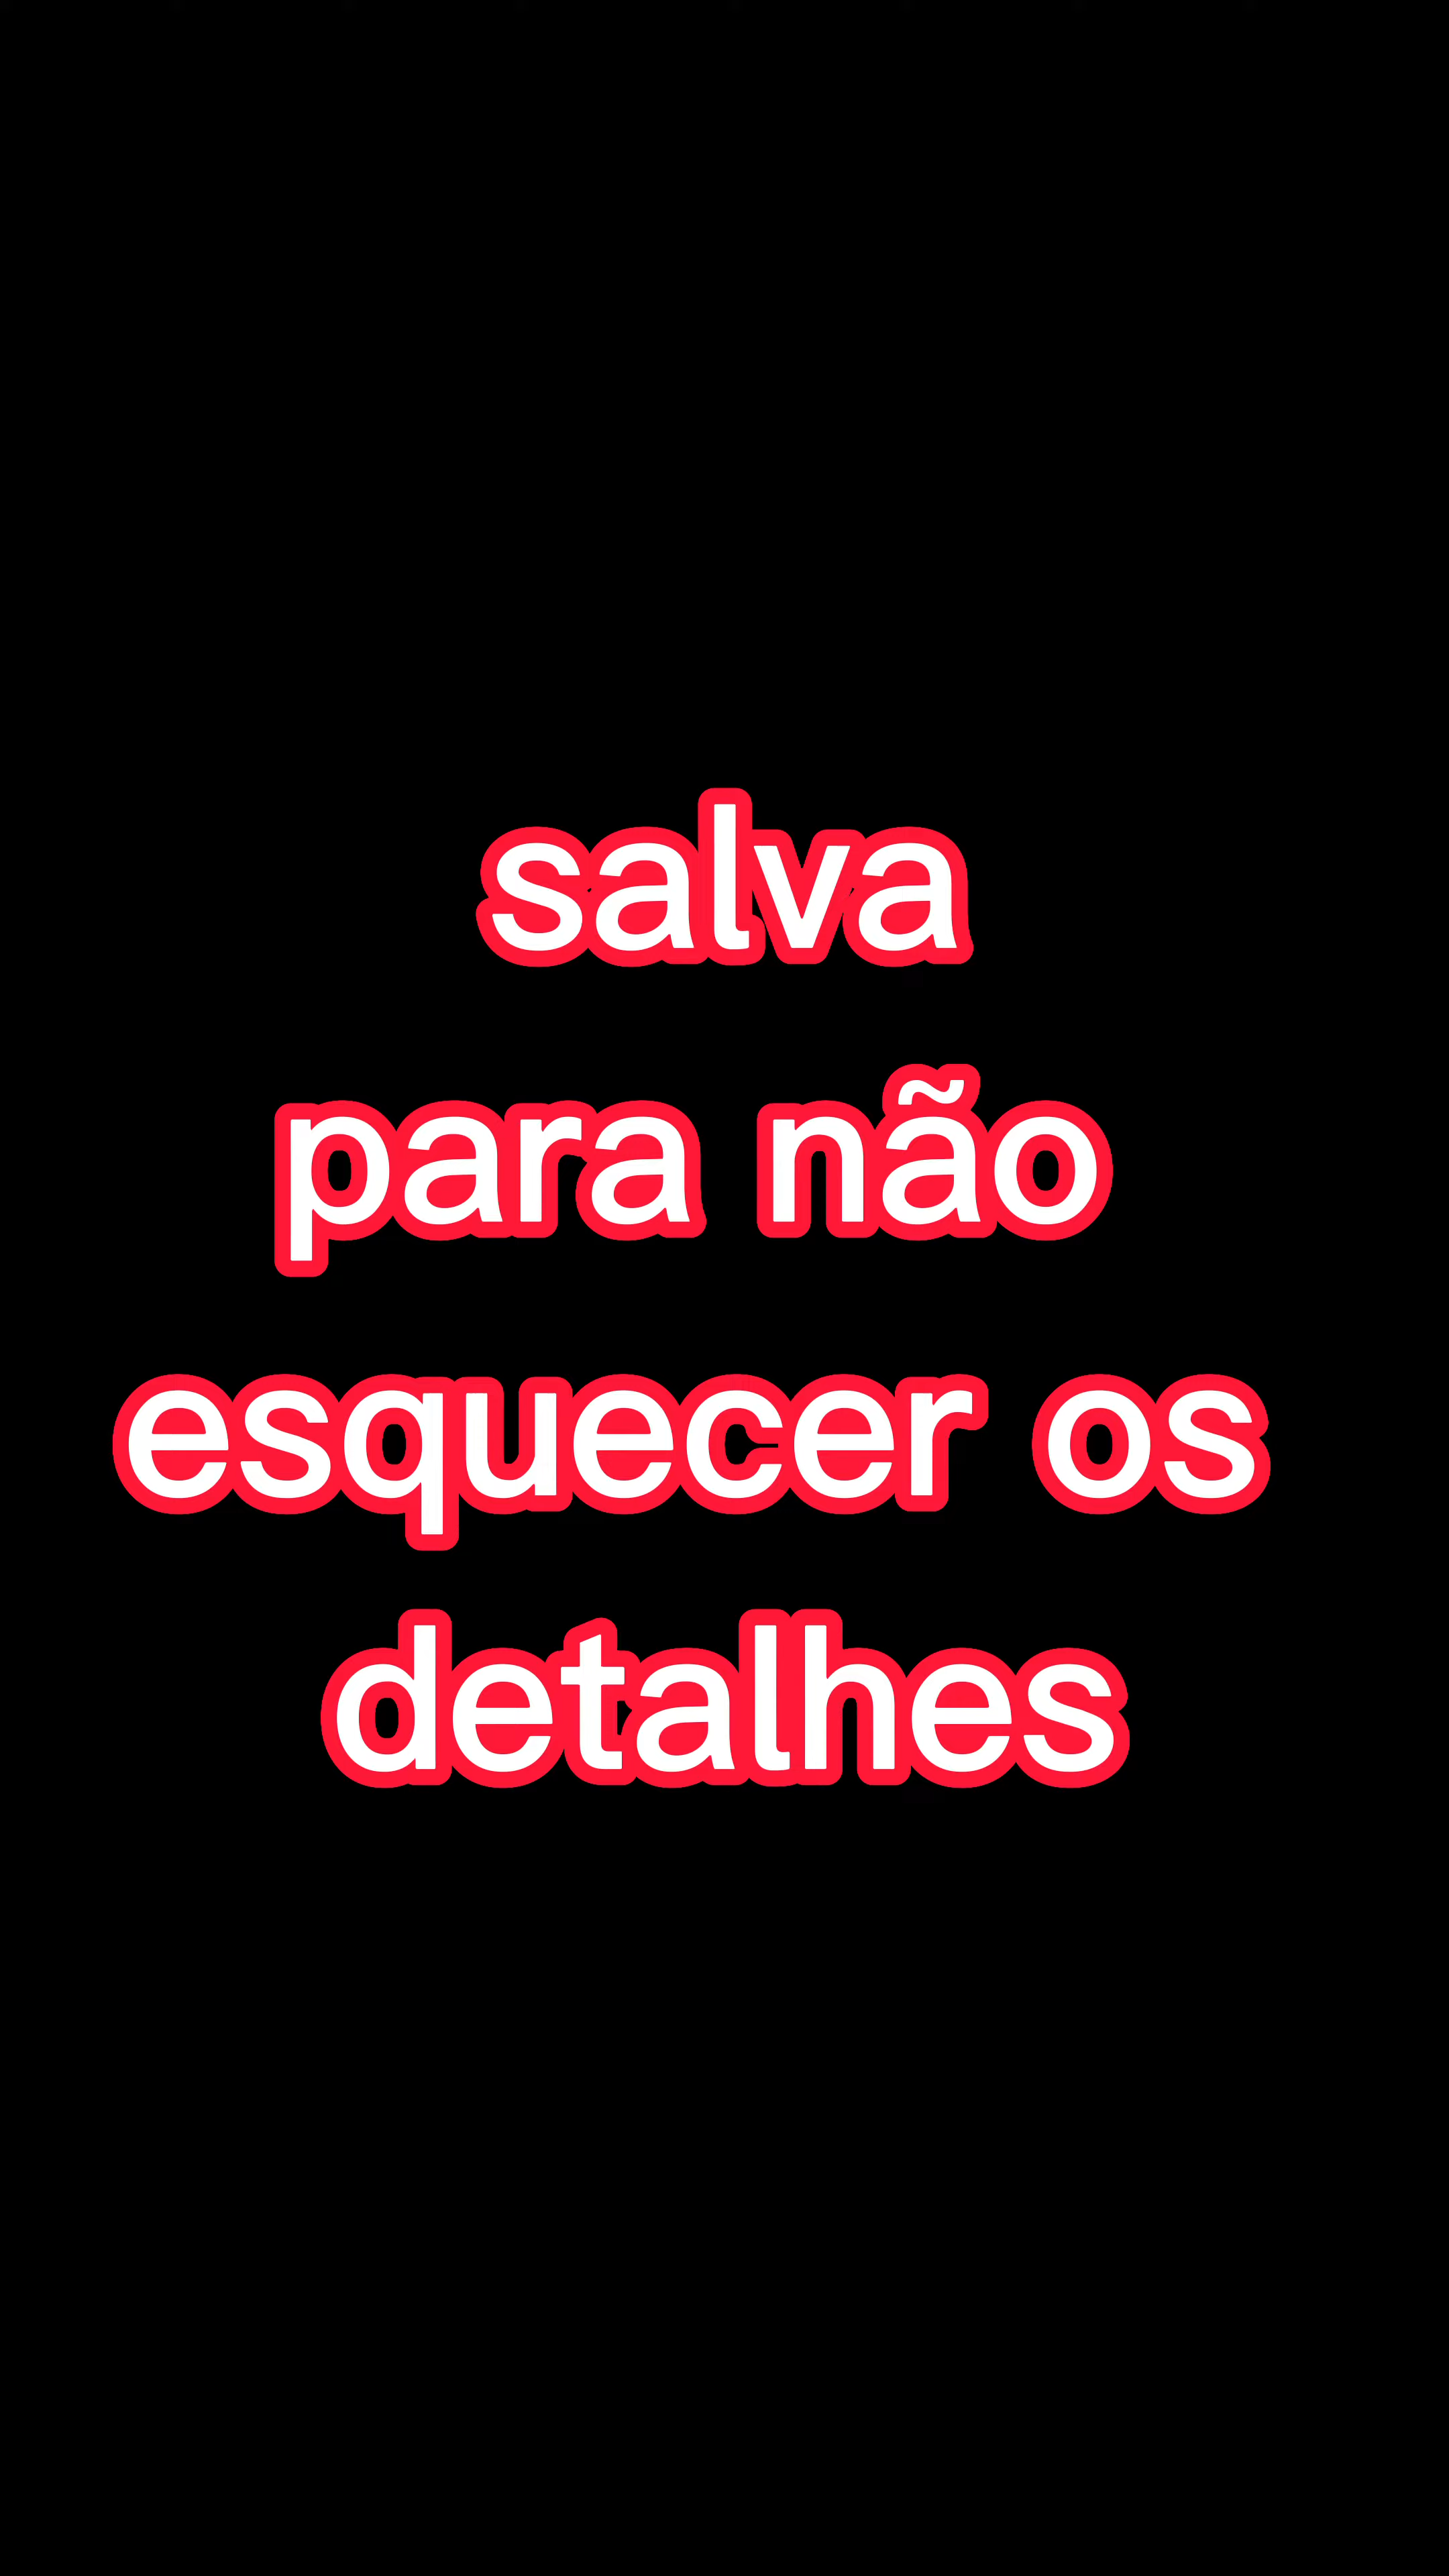 salva
para não
esquecer os
detalhes